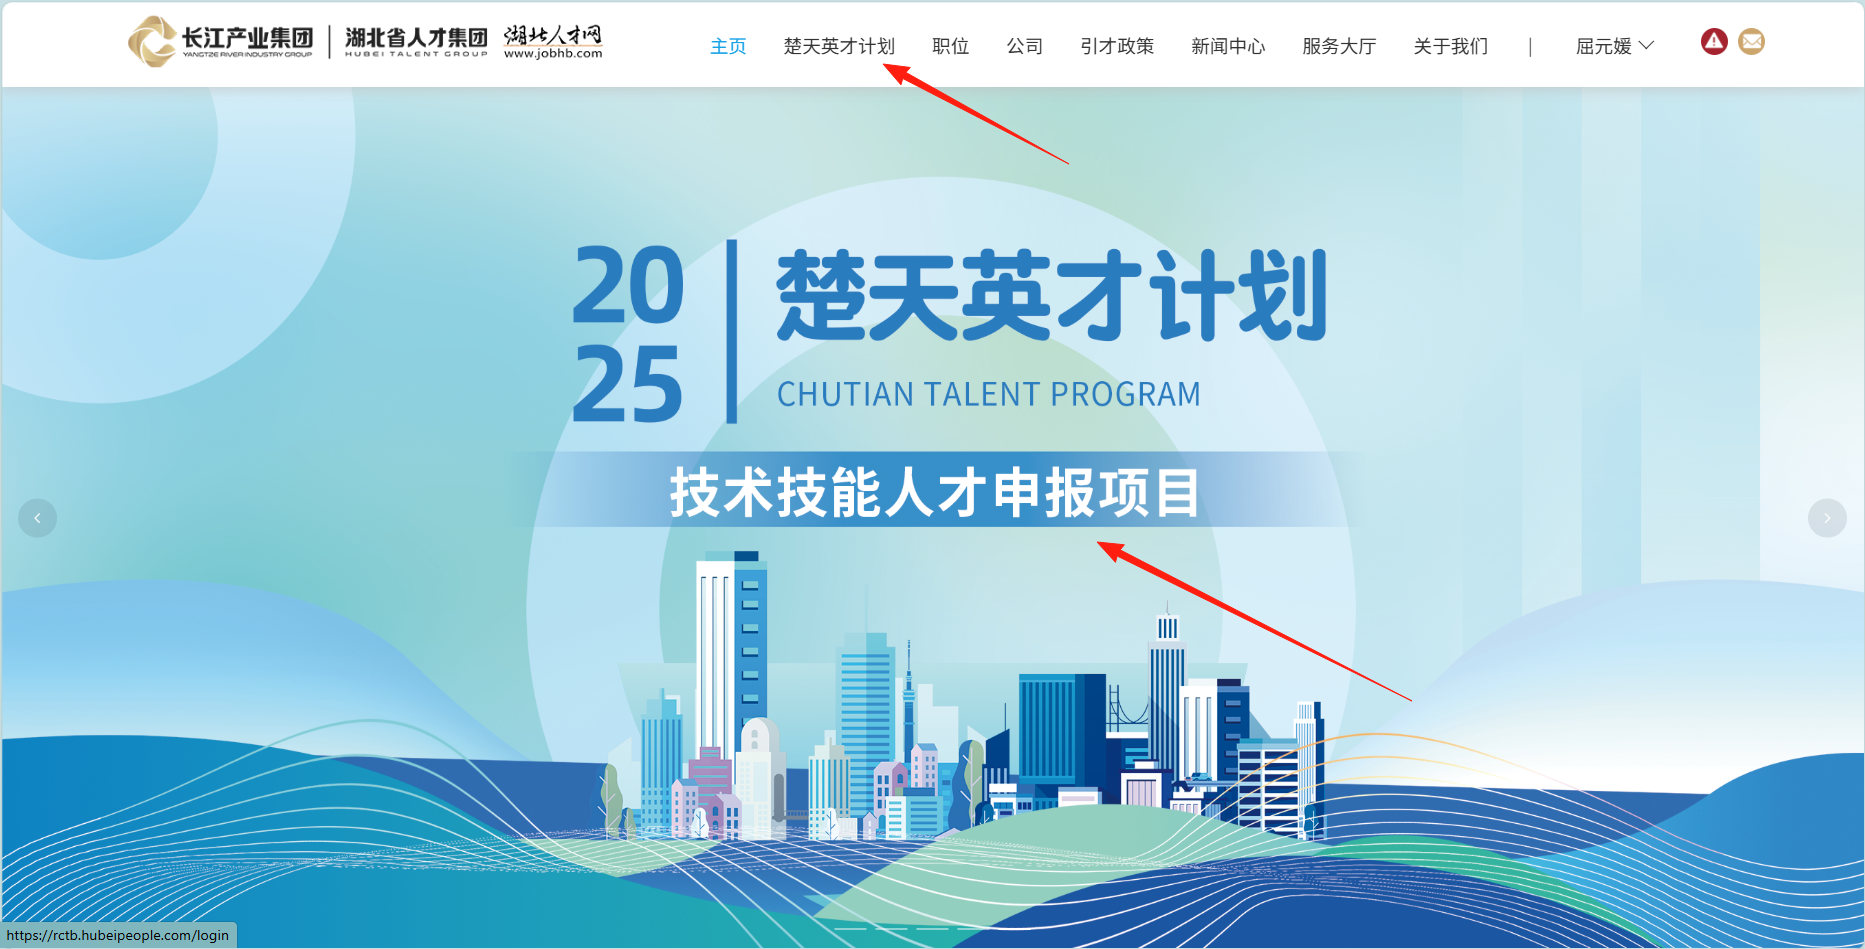 长江产业集团
YANGTZE RIVER INDUSTRY GROUP
湖北省人才集团
HUBEI TALENT GROUP
湖北人才网
www.jobhb.com
主页 楚天英才计划 职位 公司 引才政策 新闻中心 服务大厅 关于我们 | 屈元媛
20
25
楚天英才计划
CHUTIAN TALENT PROGRAM
技术技能人才申报项目
https://rctb.hubeipeople.com/login